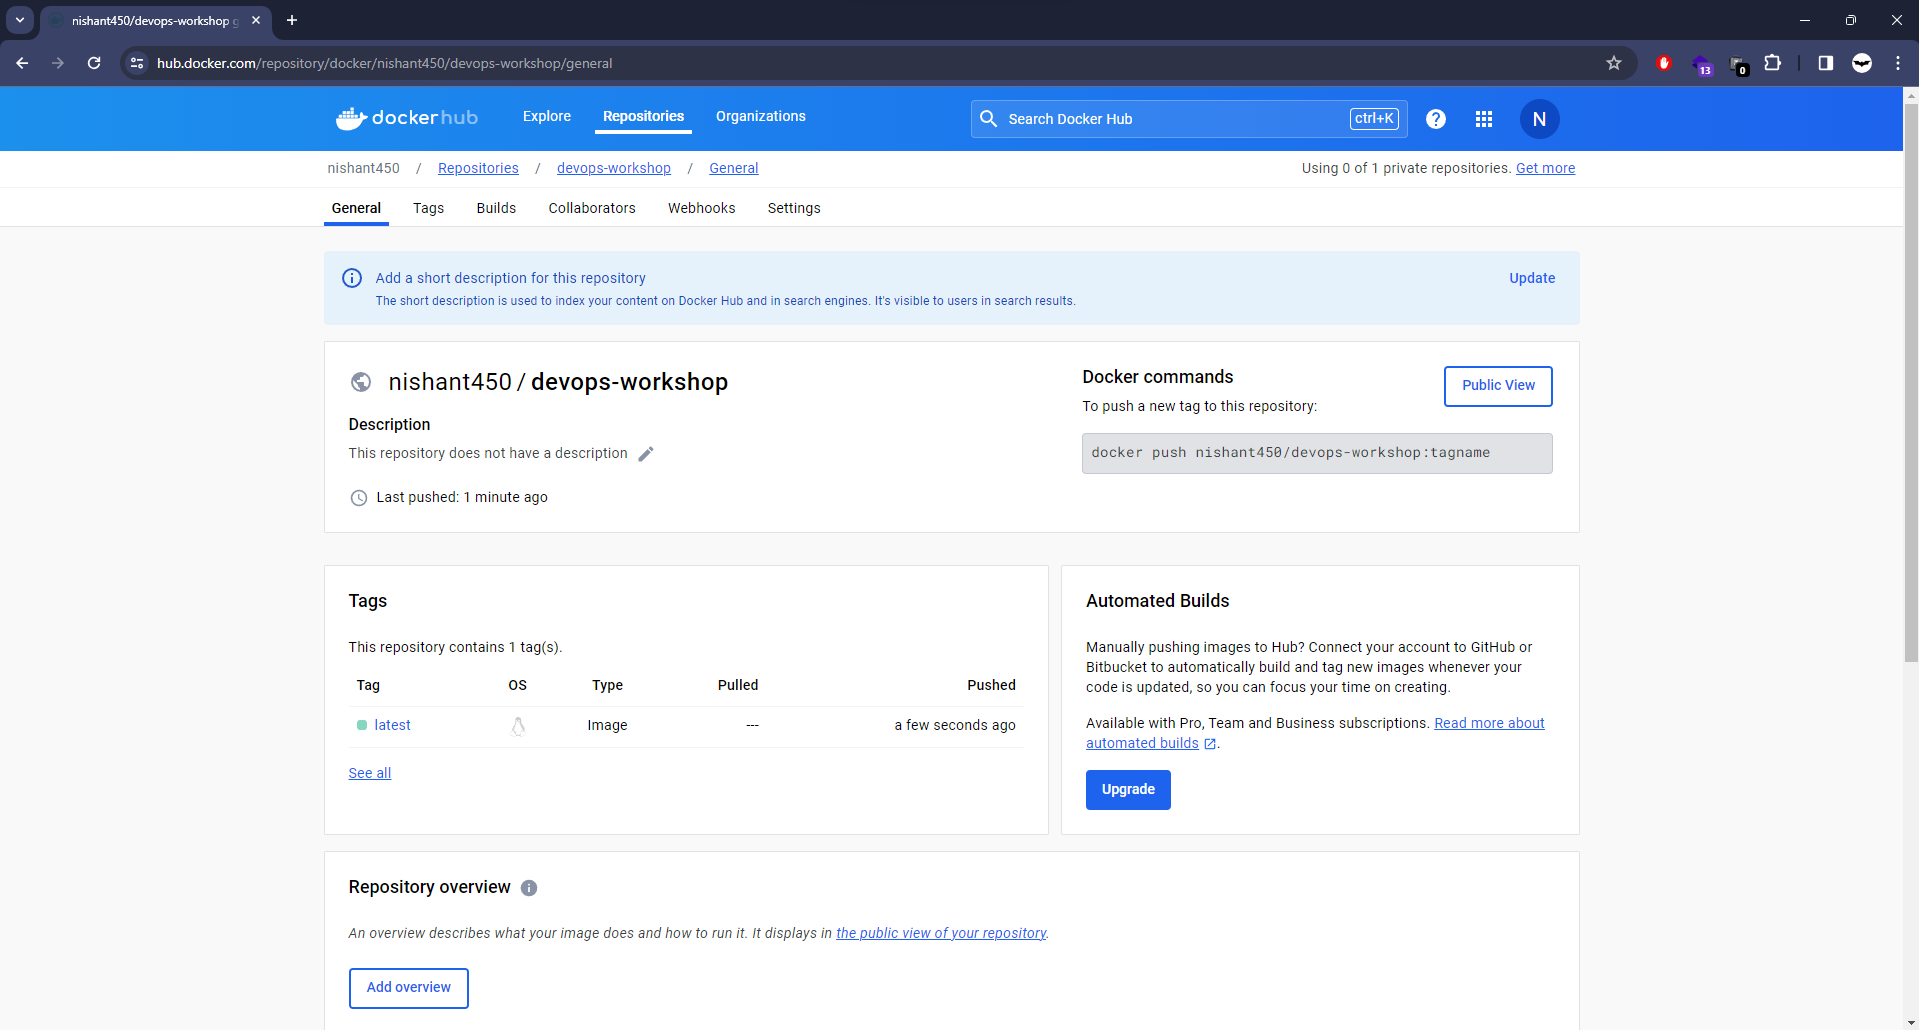 nishant450/devops-workshop
hub.docker.com/repository/docker/nishant450/devops-workshop/general
13
0
dockerhub
Explore
Repositories
Organizations
Search Docker Hub
ctrl+K
?
N
nishant450 / Repositories / devops-workshop / General
Using 0 of 1 private repositories. Get more
General
Tags
Builds
Collaborators
Webhooks
Settings
Add a short description for this repository
Update
The short description is used to index your content on Docker Hub and in search engines. It's visible to users in search results.
nishant450 / devops-workshop
Description
This repository does not have a description
Last pushed: 1 minute ago
Docker commands
Public View
To push a new tag to this repository:
docker push nishant450/devops-workshop:tagname
Tags
This repository contains 1 tag(s).
Tag OS Type Pulled Pushed
latest Image --- a few seconds ago
See all
Automated Builds
Manually pushing images to Hub? Connect your account to GitHub or
Bitbucket to automatically build and tag new images whenever your
code is updated, so you can focus your time on creating.
Available with Pro, Team and Business subscriptions. Read more about
automated builds .
Upgrade
Repository overview
An overview describes what your image does and how to run it. It displays in the public view of your repository.
Add overview